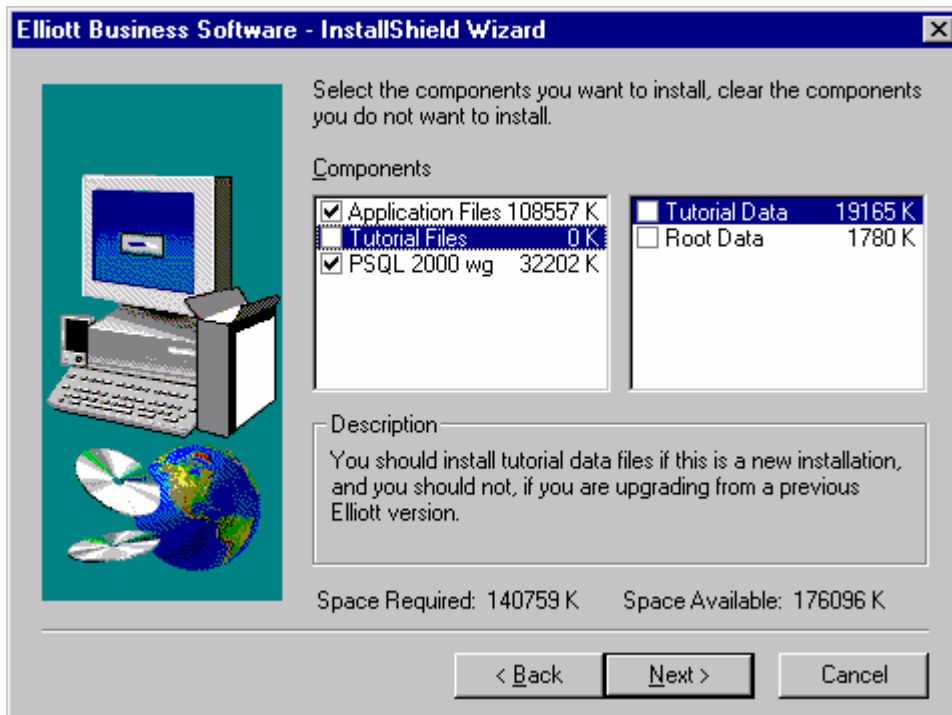 Elliott Business Software - InstallShield Wizard
Select the components you want to install, clear the components
you do not want to install.
Components
Application Files 108557 K
Tutorial Files 0 K
PSQL 2000 wg 32202 K
Tutorial Data 19165 K
Root Data 1780 K
Description
You should install tutorial data files if this is a new installation,
and you should not, if you are upgrading from a previous
Elliott version.
Space Required: 140759 K Space Available: 176096 K
< Back Next > Cancel